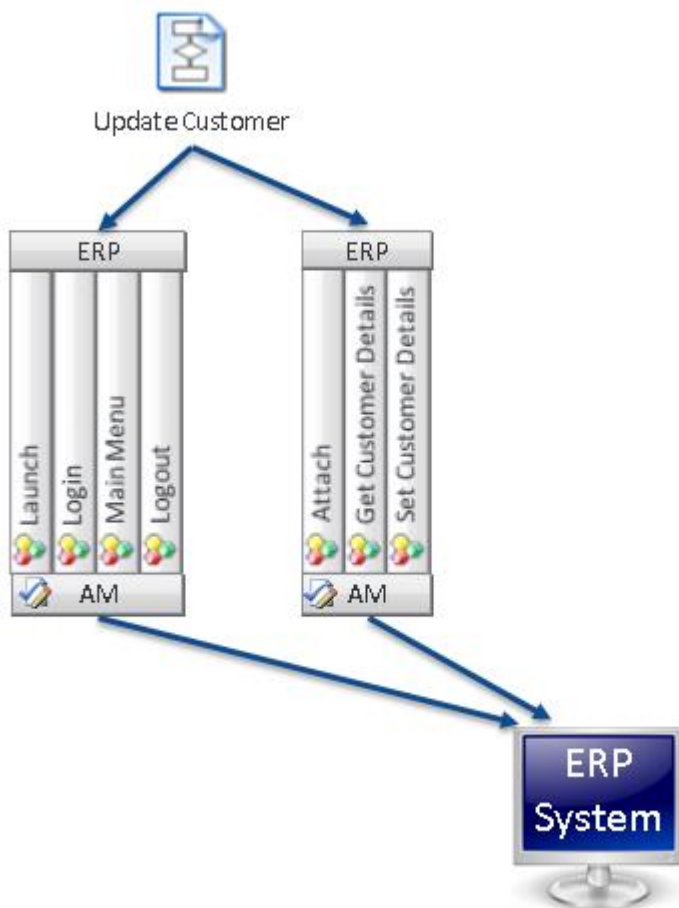 Update Customer
ERP
Launch
Login
Main Menu
Logout
AM
ERP
Attach
Get Customer Details
Set Customer Details
AM
ERP
System